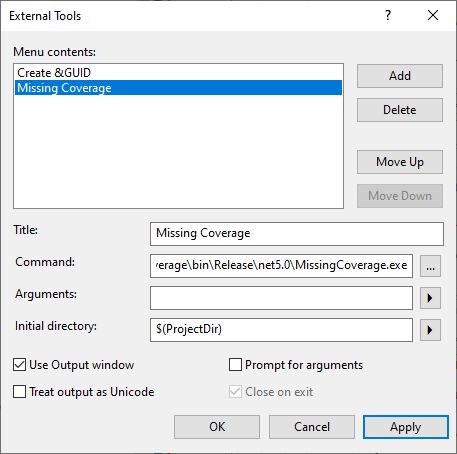 External Tools
?
Menu contents:
Create &GUID
Missing Coverage
Add
Delete
Move Up
Move Down
Title:
Missing Coverage
Command:
verage\bin\Release\net5.0\MissingCoverage.exe
...
Arguments:
Initial directory:
$(ProjectDir)
Use Output window
Prompt for arguments
Treat output as Unicode
Close on exit
OK
Cancel
Apply